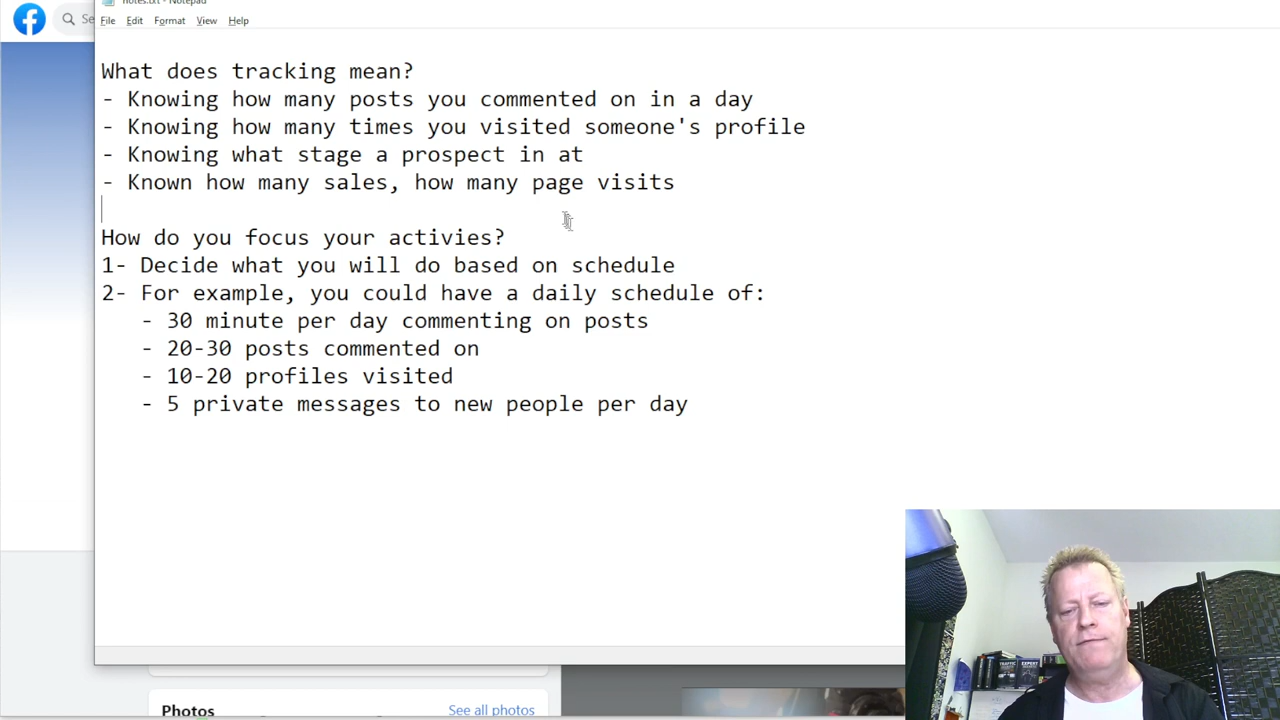 notes.txt - Notepad
Se
File Edit Format View Help
What does tracking mean?
- Knowing how many posts you commented on in a day
- Knowing how many times you visited someone's profile
- Knowing what stage a prospect in at
- Known how many sales, how many page visits
How do you focus your activies?
1- Decide what you will do based on schedule
2- For example, you could have a daily schedule of:
- 30 minute per day commenting on posts
- 20-30 posts commented on
- 10-20 profiles visited
- 5 private messages to new people per day
Photos
See all photos
TRAFFIC
EXPERT